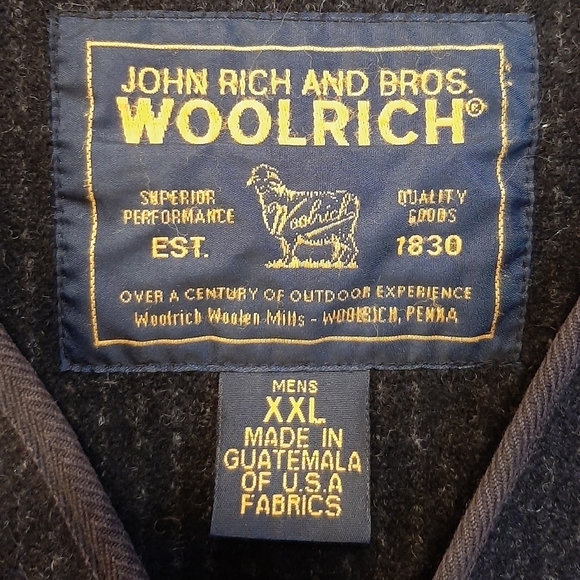 JOHN RICH AND BROS.
WOOLRICH®
SUPERIOR PERFORMANCE
Woolrich
QUALITY GOODS
EST. 1830
OVER A CENTURY OF OUTDOOR EXPERIENCE
Woolrich Woolen Mills - WOOLRICH, PENNA
MENS
XXL
MADE IN
GUATEMALA
OF U.S.A
FABRICS